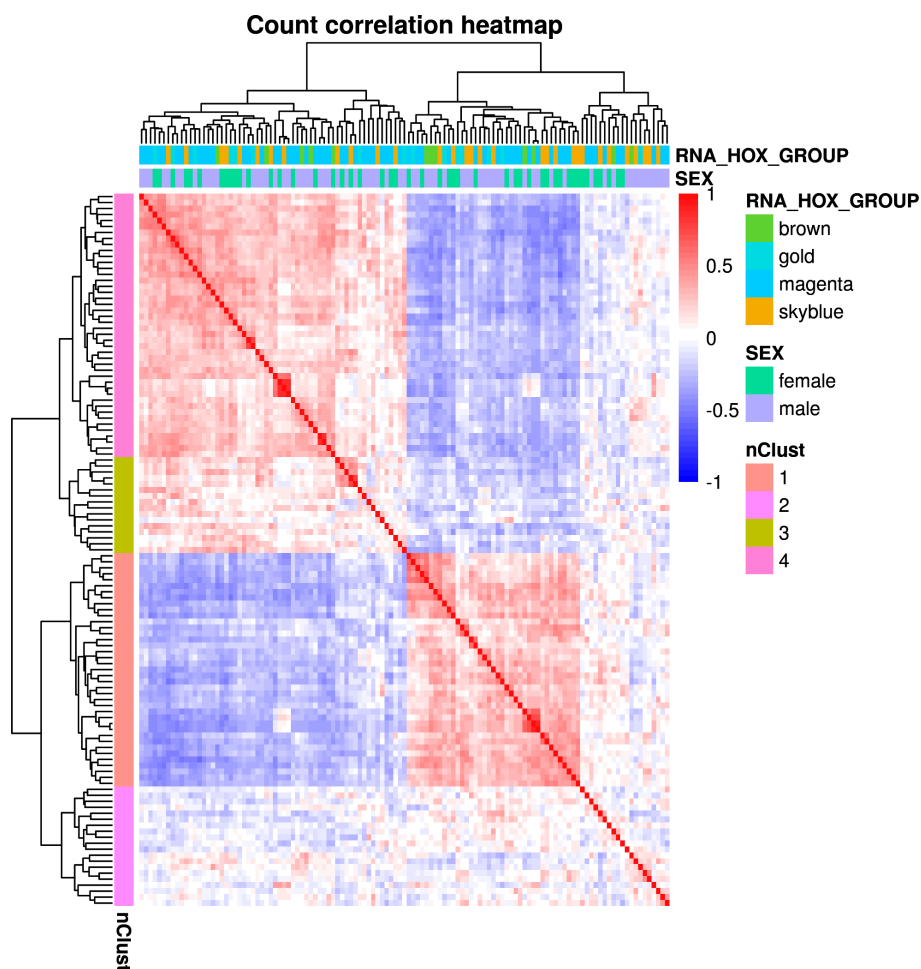 Count correlation heatmap
RNA_HOX_GROUP
SEX
1
0.5
0
-0.5
-1
RNA_HOX_GROUP
brown
gold
magenta
skyblue
SEX
female
male
nClust
1
2
3
4
nClust